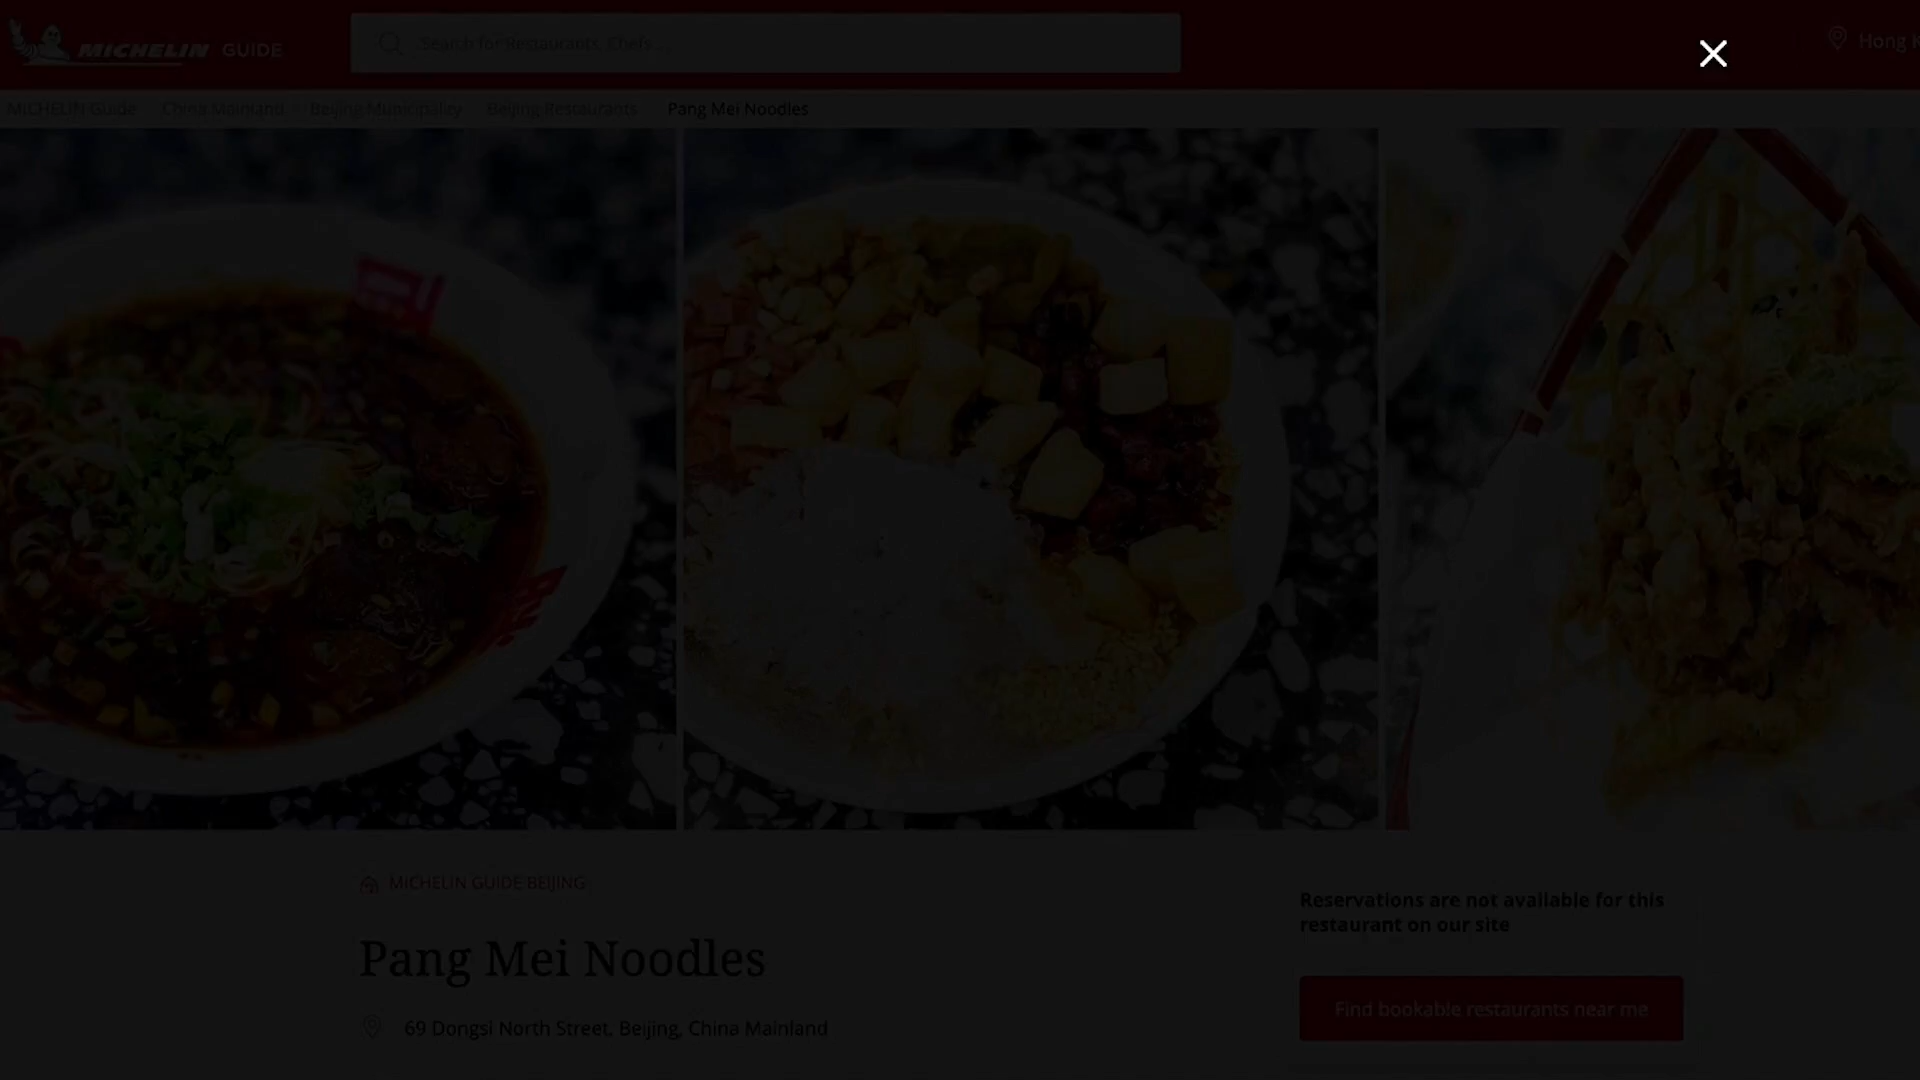 MICHELIN GUIDE
Search for Restaurants, Chefs ...
Hong K
MICHELIN Guide China Mainland Beijing Municipality Beijing Restaurants Pang Mei Noodles
MICHELIN GUIDE BEIJING
Pang Mei Noodles
69 Dongsi North Street, Beijing, China Mainland
Reservations are not available for this
restaurant on our site
Find bookable restaurants near me